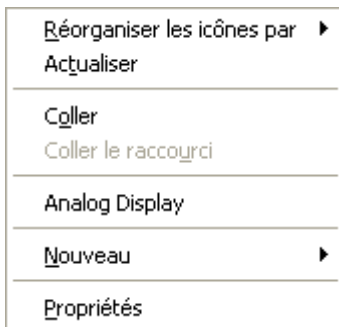 Réorganiser les icônes par
Actualiser
Coller
Coller le raccourci
Analog Display
Nouveau
Propriétés